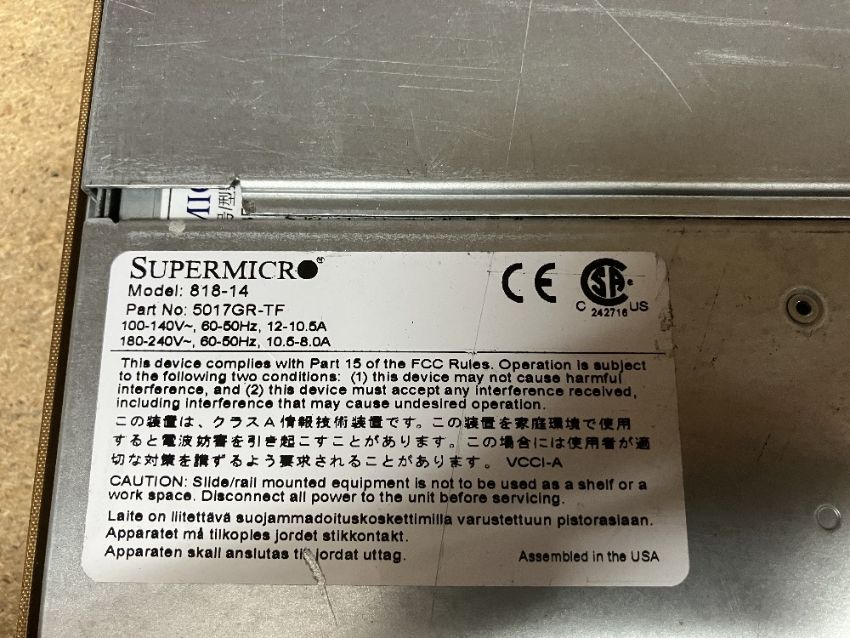 SUPERMICRO®
Model: 818-14
Part No: 5017GR-TF
100-140V~, 60-50Hz, 12-10.5A
180-240V~, 60-50Hz, 10.5-8.0A
CE
SA
C US
242716
This device complies with Part 15 of the FCC Rules. Operation is subject
to the following two conditions: (1) this device may not cause harmful
interference, and (2) this device must accept any interference received,
including interference that may cause undesired operation.
この装置は、クラスA情報技術装置です。この装置を家庭環境で使用
すると電波妨害を引き起こすことがあります。この場合には使用者が適
切な対策を講ずるよう要求されることがあります。 VCCI-A
CAUTION: Slide/rail mounted equipment is not to be used as a shelf or a
work space. Disconnect all power to the unit before servicing.
Laite on liitettävä suojammadoituskoskettimilla varustettuun pistorasiaan.
Apparatet må tilkoples jordet stikkontakt.
Apparaten skall anslutas till jordat uttag.
Assembled in the USA